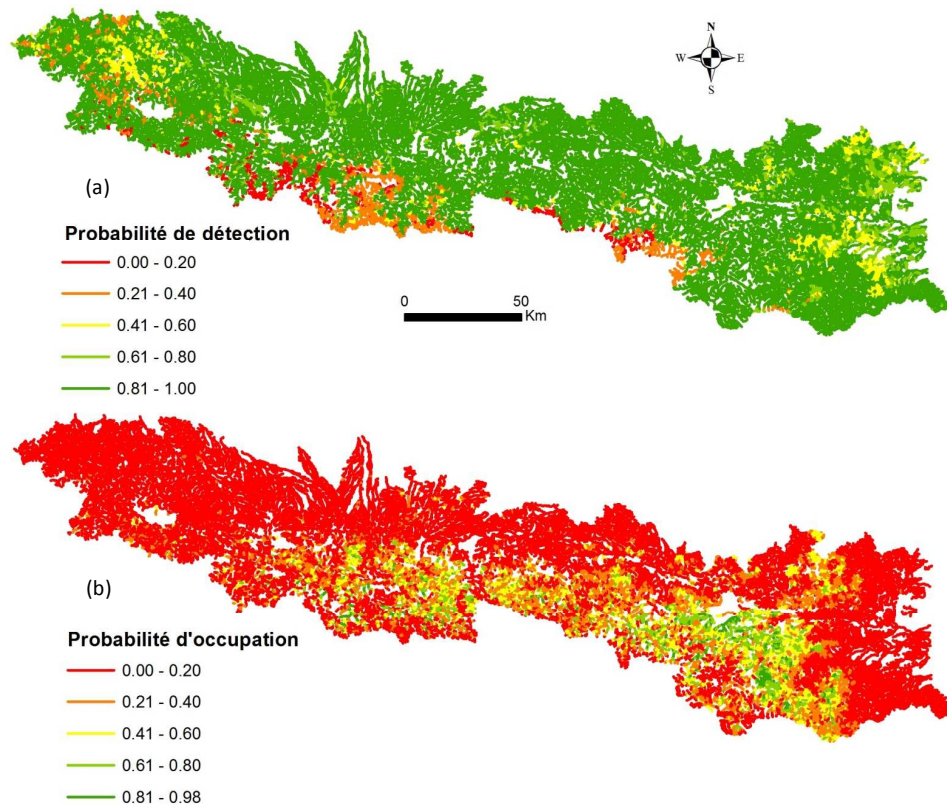 N
W E
S
(a)
Probabilité de détection
0.00 - 0.20
0.21 - 0.40
0.41 - 0.60
0.61 - 0.80
0.81 - 1.00
0 50
Km
(b)
Probabilité d'occupation
0.00 - 0.20
0.21 - 0.40
0.41 - 0.60
0.61 - 0.80
0.81 - 0.98